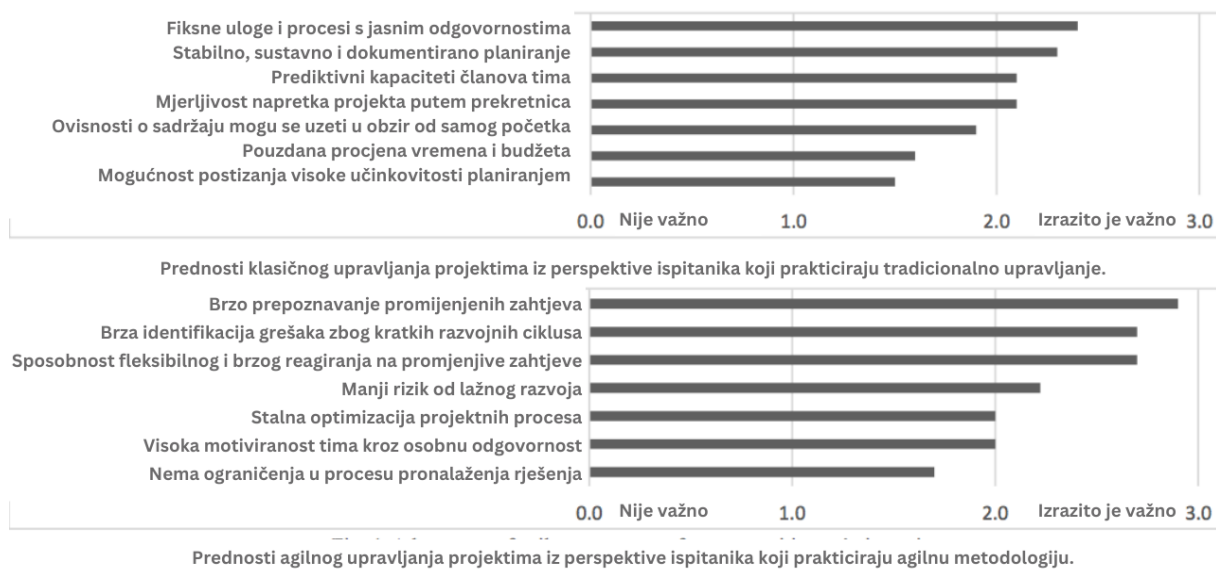 Fiksne uloge i procesi s jasnim odgovornostima
Stabilno, sustavno i dokumentirano planiranje
Prediktivni kapaciteti članova tima
Mjerljivost napretka projekta putem prekretnica
Ovisnosti o sadržaju mogu se uzeti u obzir od samog početka
Pouzdana procjena vremena i budžeta
Mogućnost postizanja visoke učinkovitosti planiranjem
0.0 Nije važno 1.0 2.0 Izrazito je važno 3.0
Prednosti klasičnog upravljanja projektima iz perspektive ispitanika koji prakticiraju tradicionalno upravljanje.
Brzo prepoznavanje promijenjenih zahtjeva
Brza identifikacija grešaka zbog kratkih razvojnih ciklusa
Sposobnost fleksibilnog i brzog reagiranja na promjenjive zahtjeve
Manji rizik od lažnog razvoja
Stalna optimizacija projektnih procesa
Visoka motiviranost tima kroz osobnu odgovornost
Nema ograničenja u procesu pronalaženja rješenja
0.0 Nije važno 1.0 2.0 Izrazito je važno 3.0
Prednosti agilnog upravljanja projektima iz perspektive ispitanika koji prakticiraju agilnu metodologiju.